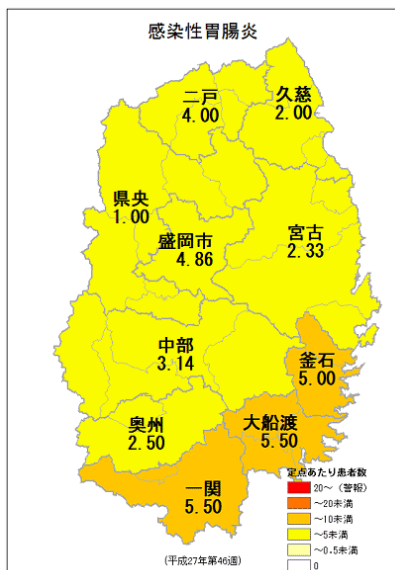 感染性胃腸炎
二戸
4.00
久慈
2.00
県央
1.00
盛岡市
4.86
宮古
2.33
中部
3.14
釜石
5.00
奥州
2.50
大船渡
5.50
一関
5.50
定点あたり患者数
20～ (警報)
～20未満
～10未満
～5未満
～0.5未満
0
(平成27年第46週)